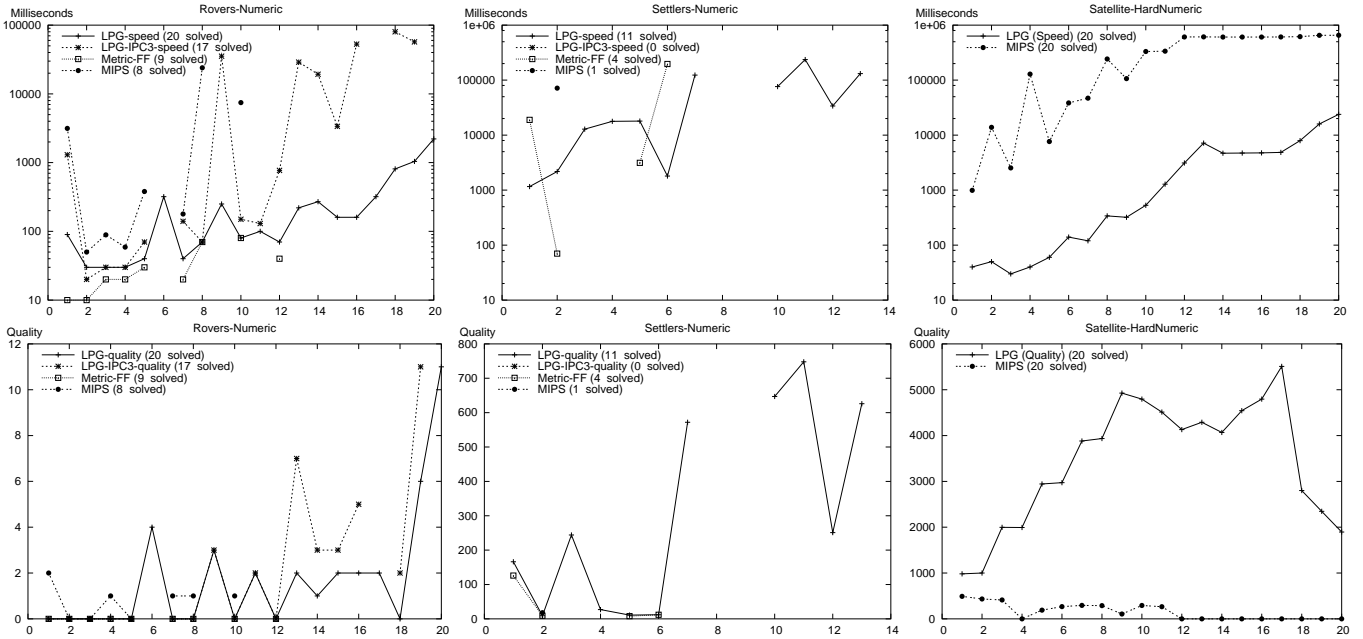 Milliseconds
Rovers-Numeric
100000
10000
1000
100
10
LPG-speed (20 solved)
LPG-IPC3-speed (17 solved)
Metric-FF (9 solved)
MIPS (8 solved)
0 2 4 6 8 10 12 14 16 18 20
Milliseconds
Settlers-Numeric
1e+06
100000
10000
1000
100
10
LPG-speed (11 solved)
LPG-IPC3-speed (0 solved)
Metric-FF (4 solved)
MIPS (1 solved)
0 2 4 6 8 10 12 14
Milliseconds
Satellite-HardNumeric
1e+06
100000
10000
1000
100
10
LPG (Speed) (20 solved)
MIPS (20 solved)
0 2 4 6 8 10 12 14 16 18 20
Quality
Rovers-Numeric
12
10
8
6
4
2
0
LPG-quality (20 solved)
LPG-IPC3-quality (17 solved)
Metric-FF (9 solved)
MIPS (8 solved)
0 2 4 6 8 10 12 14 16 18 20
Quality
Settlers-Numeric
800
700
600
500
400
300
200
100
0
LPG-quality (11 solved)
LPG-IPC3-quality (0 solved)
Metric-FF (4 solved)
MIPS (1 solved)
0 2 4 6 8 10 12 14
Quality
Satellite-HardNumeric
6000
5000
4000
3000
2000
1000
0
LPG (Quality) (20 solved)
MIPS (20 solved)
0 2 4 6 8 10 12 14 16 18 20